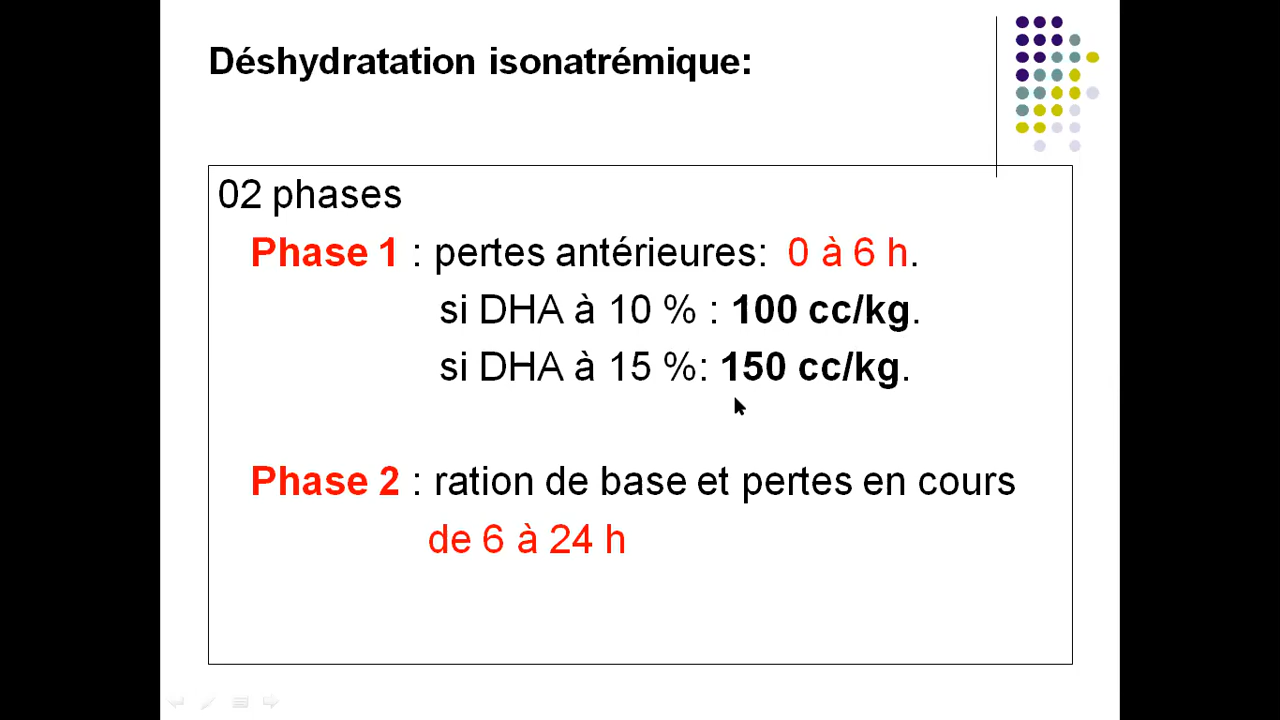 Déshydratation isonatrémique:
02 phases
Phase 1 : pertes antérieures: 0 à 6 h.
si DHA à 10 % : 100 cc/kg.
si DHA à 15 %: 150 cc/kg.
Phase 2 : ration de base et pertes en cours
de 6 à 24 h